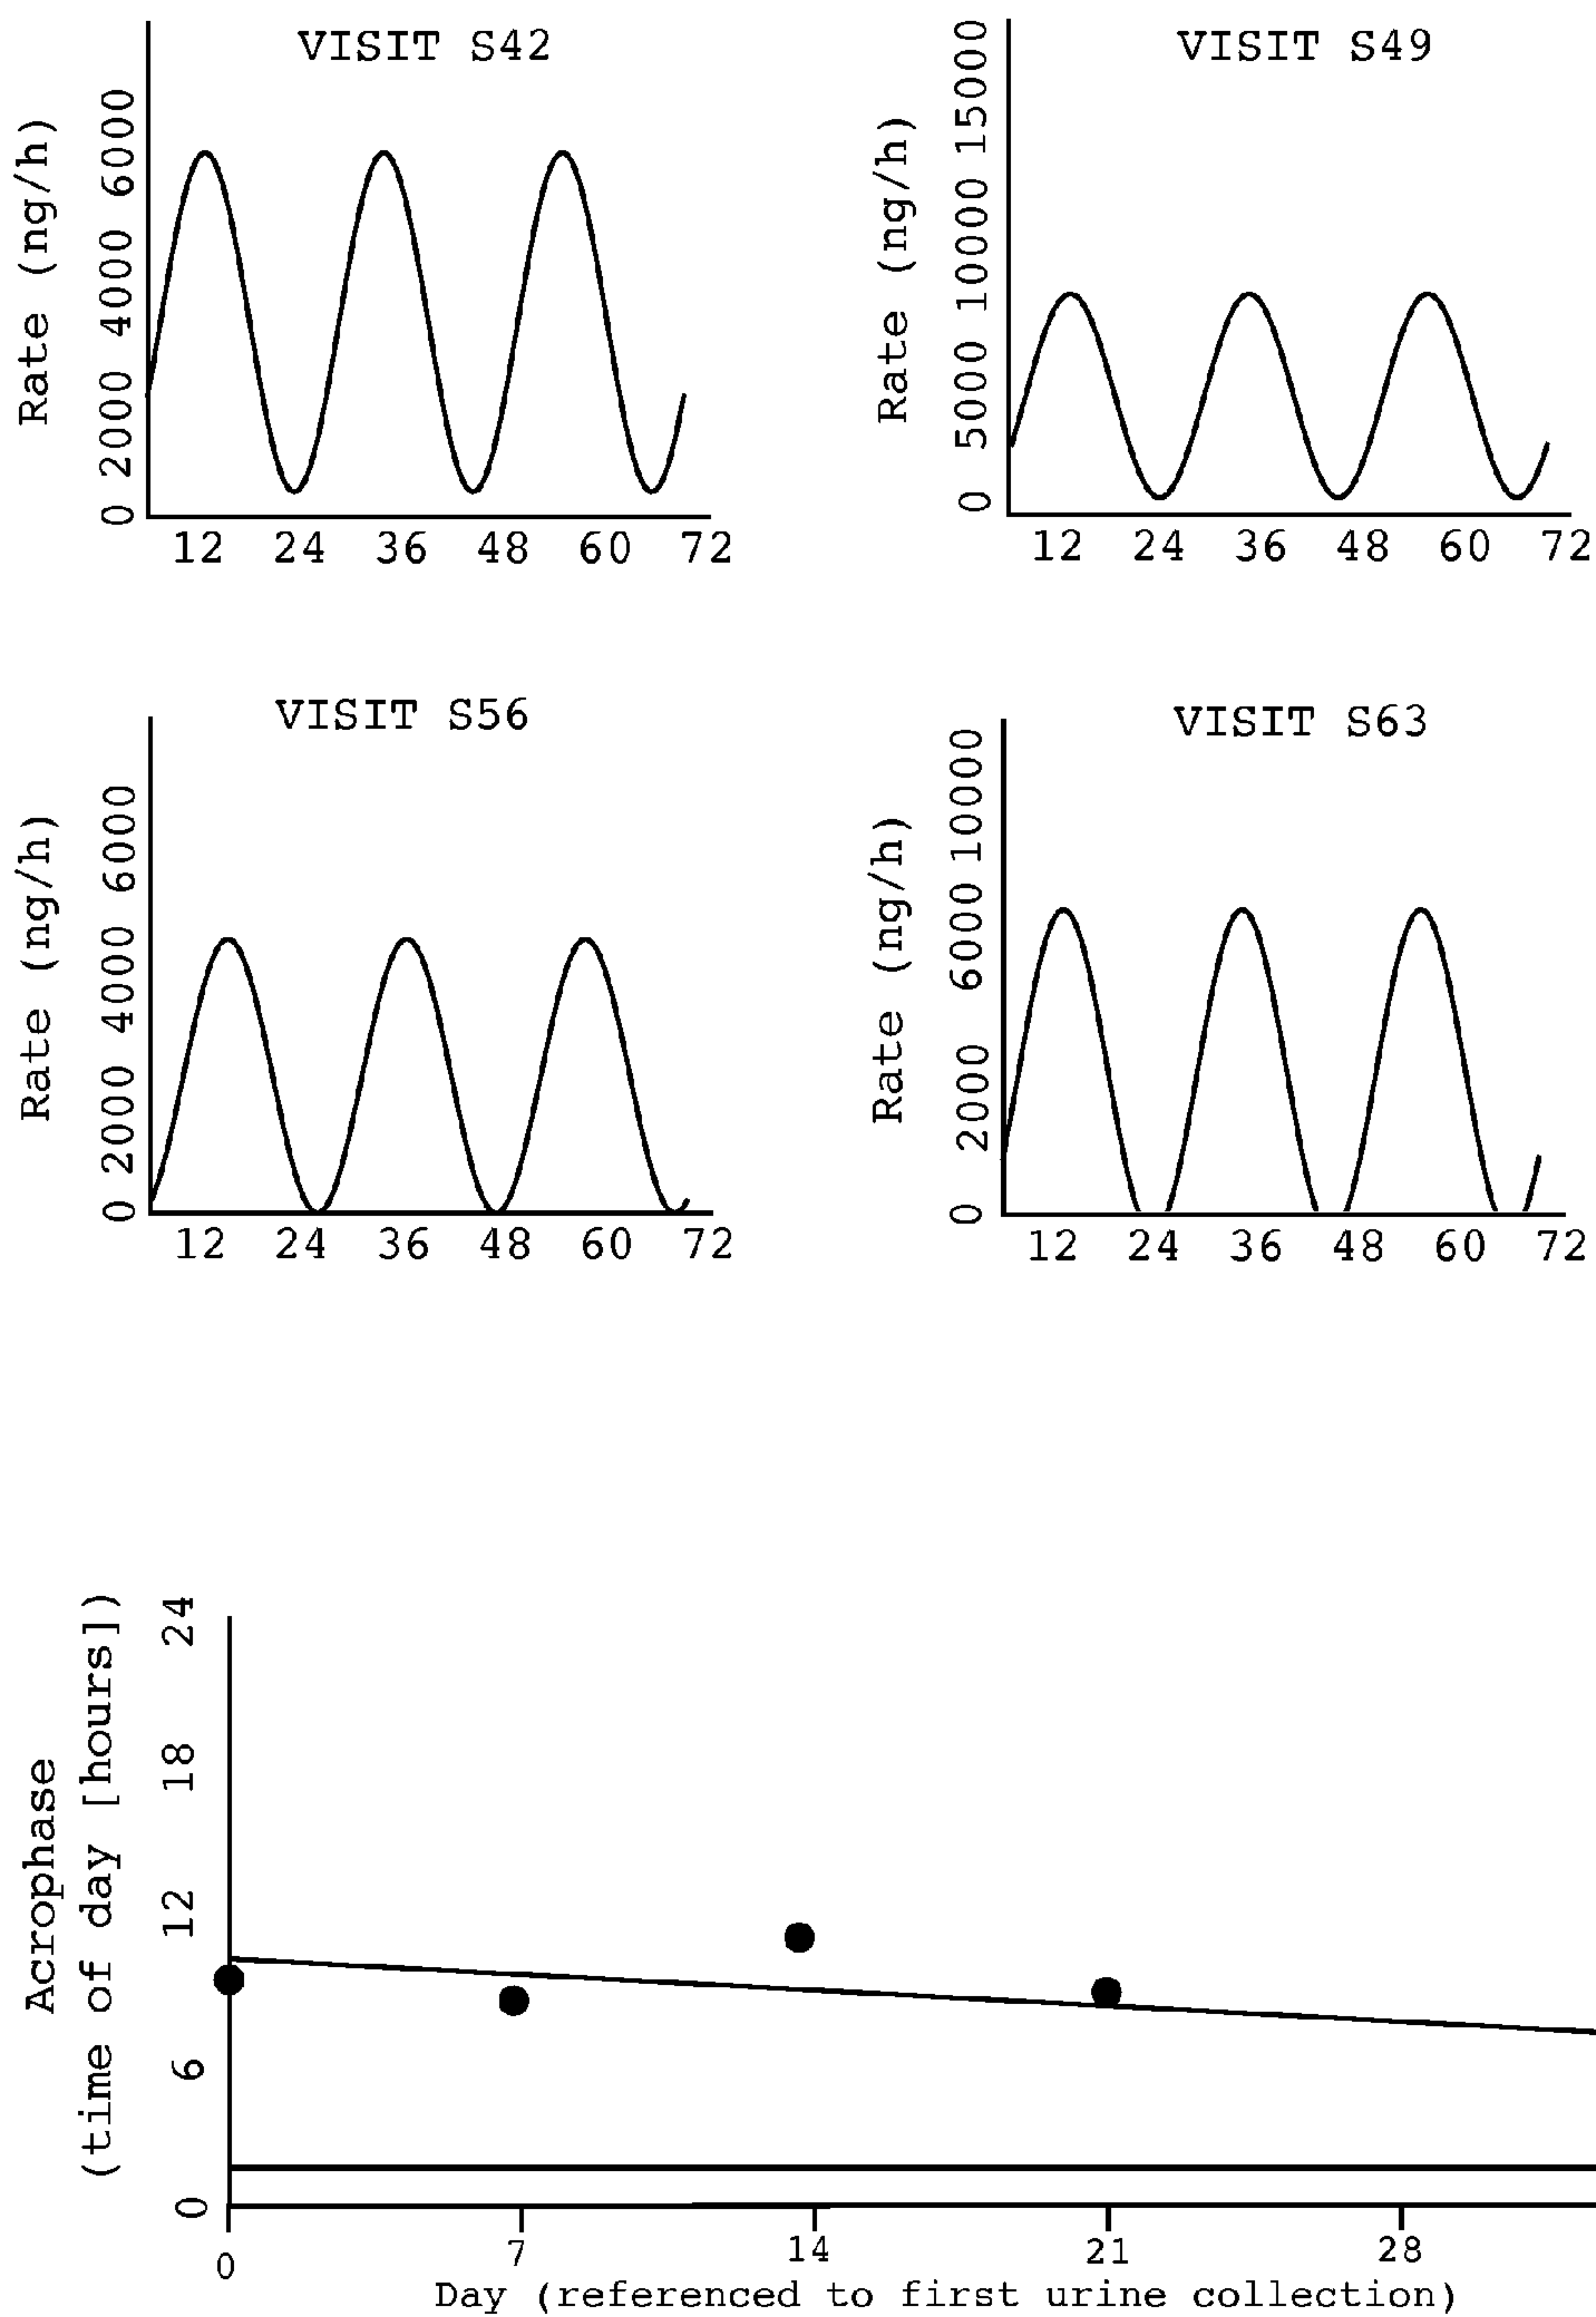 VISIT S42
Rate (ng/h)
0 2000 4000 6000
12 24 36 48 60 72
VISIT S49
Rate (ng/h)
0 5000 10000 15000
12 24 36 48 60 72
VISIT S56
Rate (ng/h)
0 2000 4000 6000
12 24 36 48 60 72
VISIT S63
Rate (ng/h)
0 2000 6000 10000
12 24 36 48 60 72
Acrophase
(time of day [hours])
0 6 12 18 24
0 7 14 21 28
Day (referenced to first urine collection)